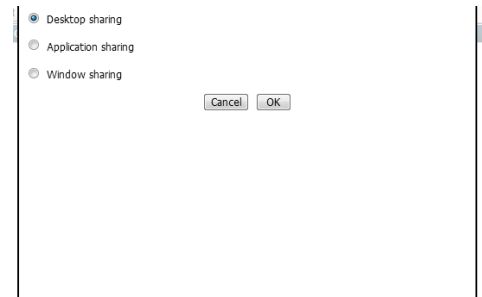 Desktop sharing
Application sharing
Window sharing
Cancel OK